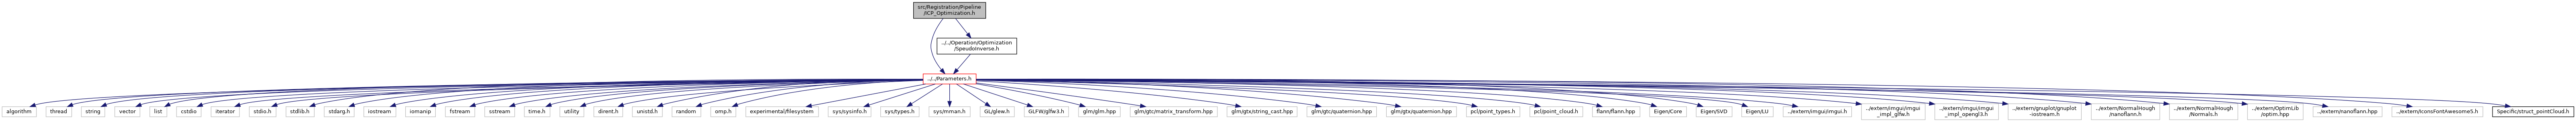 src/Registration/Pipeline
/ICP_Optimization.h
../../Operation/Optimization
/SpeudoInverse.h
../../Parameters.h
algorithm
thread
string
vector
list
cstdio
iterator
stdio.h
stdlib.h
stdarg.h
iostream
iomanip
fstream
sstream
time.h
utility
dirent.h
unistd.h
random
omp.h
experimental/filesystem
sys/sysinfo.h
sys/types.h
sys/mman.h
GL/glew.h
GLFW/glfw3.h
glm/glm.hpp
glm/gtc/matrix_transform.hpp
glm/gtx/string_cast.hpp
glm/gtc/quaternion.hpp
glm/gtx/quaternion.hpp
pcl/point_types.h
pcl/point_cloud.h
flann/flann.hpp
Eigen/Core
Eigen/SVD
Eigen/LU
../extern/imgui/imgui.h
../extern/imgui/imgui
_impl_glfw.h
../extern/imgui/imgui
_impl_opengl3.h
../extern/gnuplot/gnuplot
-iostream.h
../extern/NormalHough
/nanoflann.h
../extern/NormalHough
/Normals.h
../extern/OptimLib
/optim.hpp
../extern/nanoflann.hpp
../extern/IconsFontAwesome5.h
Specific/struct_pointCloud.h